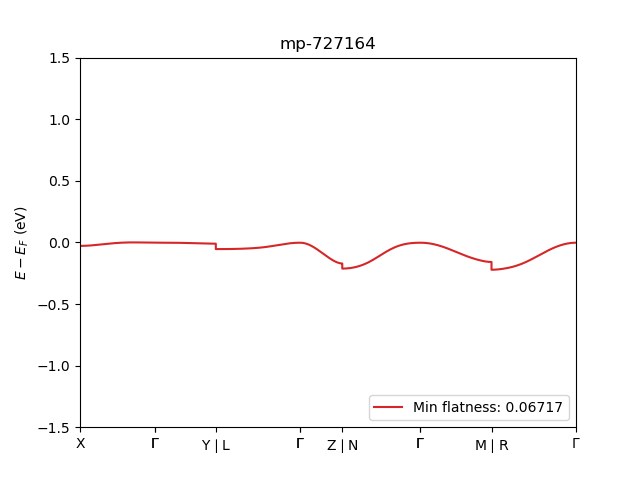 mp-727164
1.5
1.0
0.5
0.0
−0.5
−1.0
−1.5
E − E_F (eV)
Min flatness: 0.06717
X Γ Y | L Γ Z | N Γ M | R Γ